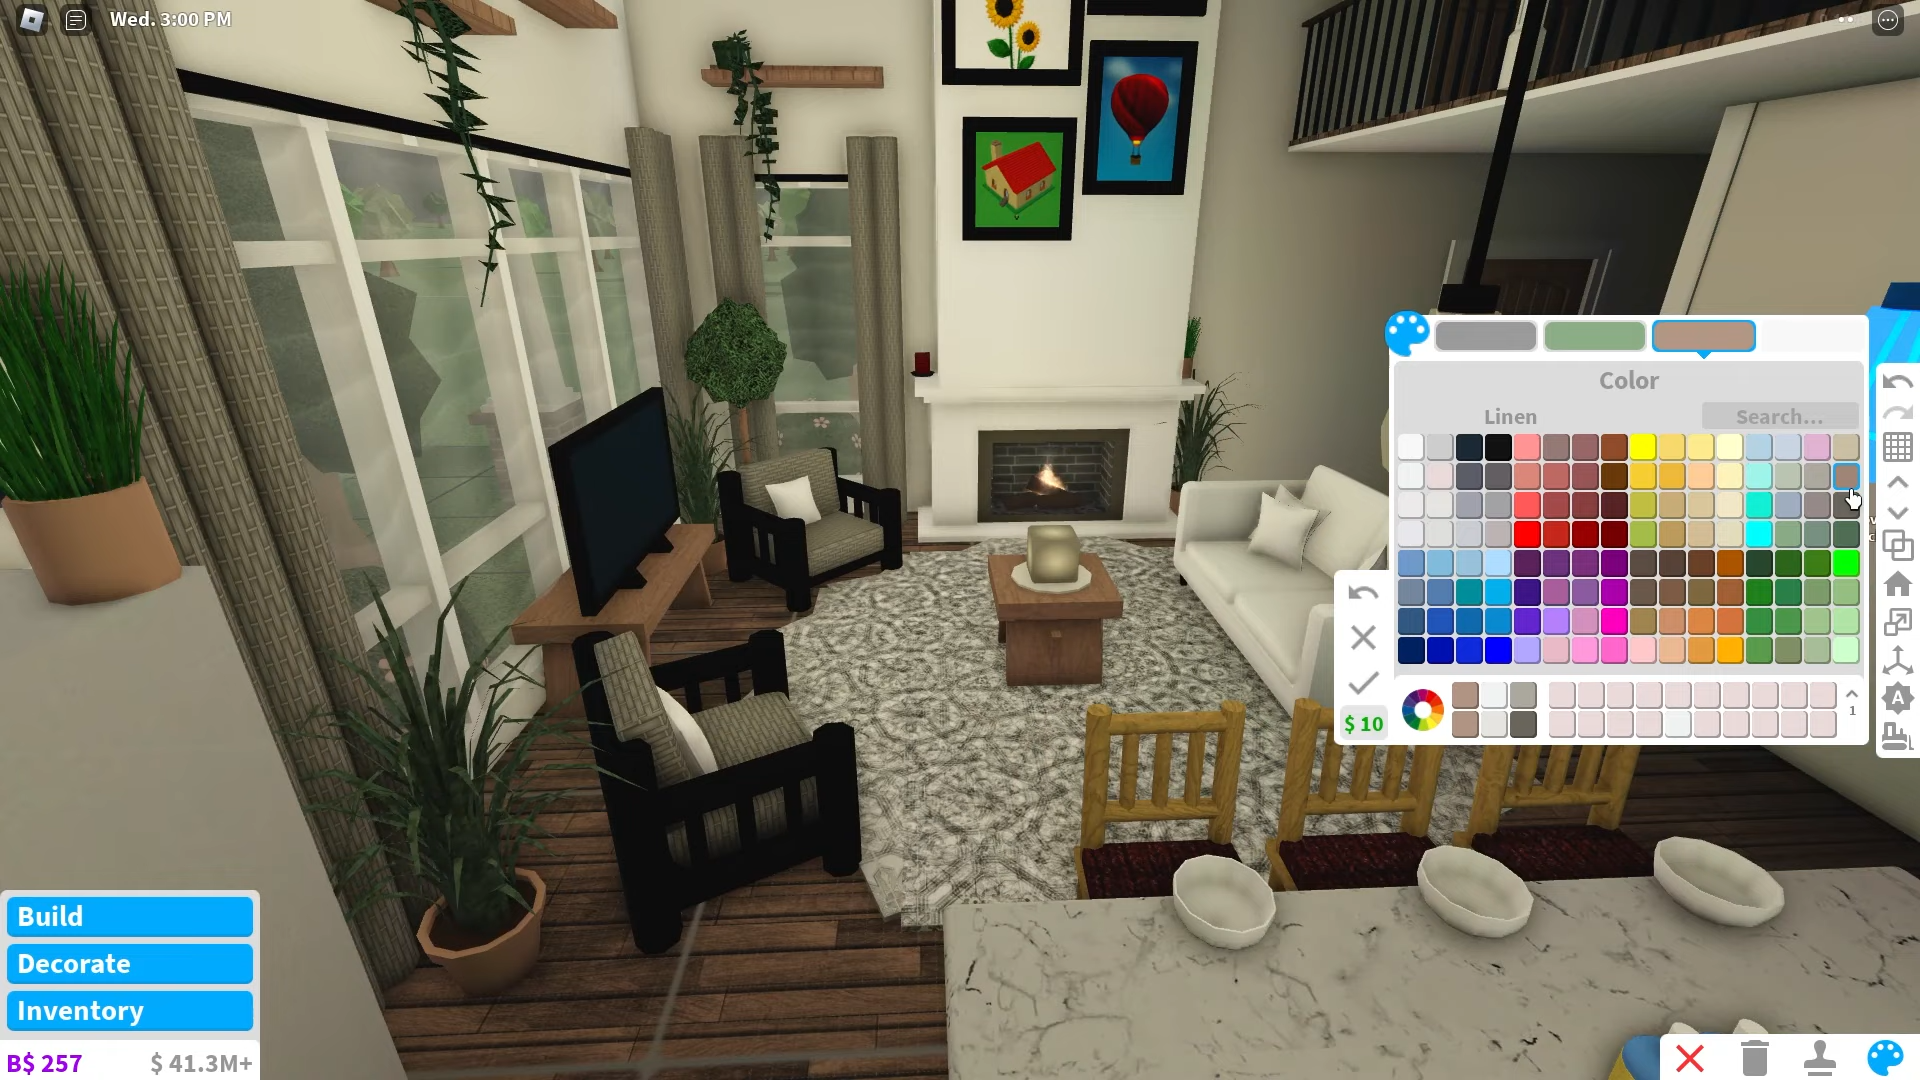 Wed. 3:00 PM
Color
Linen
Search...
1
$ 10
A
Build
Decorate
Inventory
B$ 257
$ 41.3M+